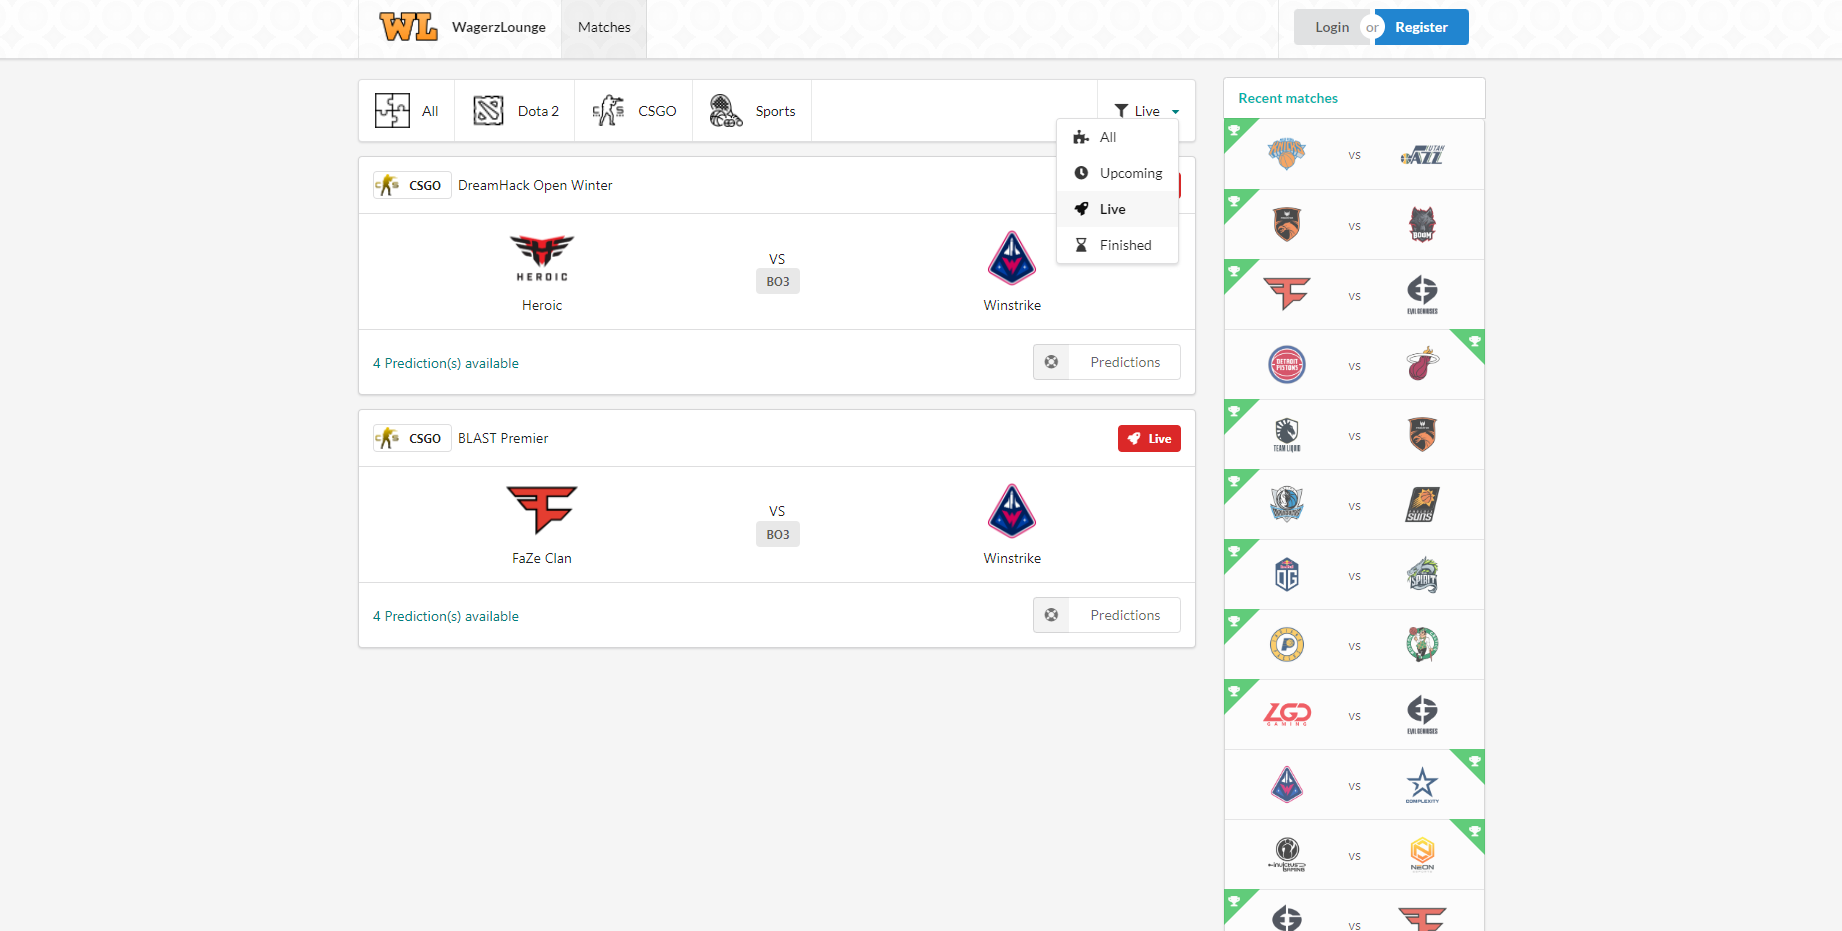 WL WagerzLounge Matches Login or Register
All Dota 2 CSGO Sports Live
All
Upcoming
Live
Finished
CSGO DreamHack Open Winter
HEROIC
VS
BO3
Heroic Winstrike
4 Prediction(s) available Predictions
CSGO BLAST Premier Live
VS
BO3
FaZe Clan Winstrike
4 Prediction(s) available Predictions
Recent matches
VS UTAH JAZZ
VS BOOM
VS EVIL GENIUSES
DETROIT PISTONS VS
TEAM LIQUID VS
VS SUNS
OG VS SPIRIT
P VS
LGD GAMING VS EVIL GENIUSES
VS COMPLEXITY
INVICTUS GAMING VS NEON
VS